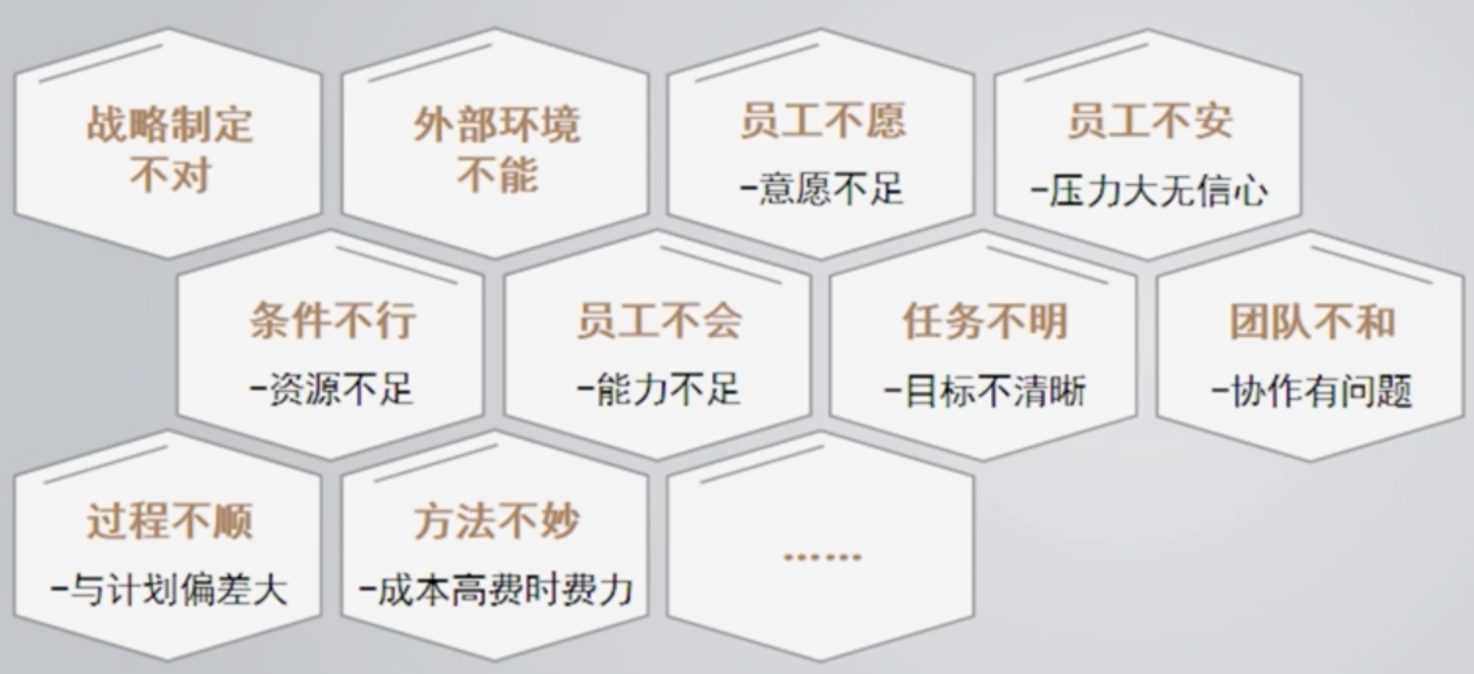 战略制定
不对
外部环境
不能
员工不愿
-意愿不足
员工不安
-压力大无信心
条件不行
-资源不足
员工不会
-能力不足
任务不明
-目标不清晰
团队不和
-协作有问题
过程不顺
-与计划偏差大
方法不妙
-成本高费时费力
……